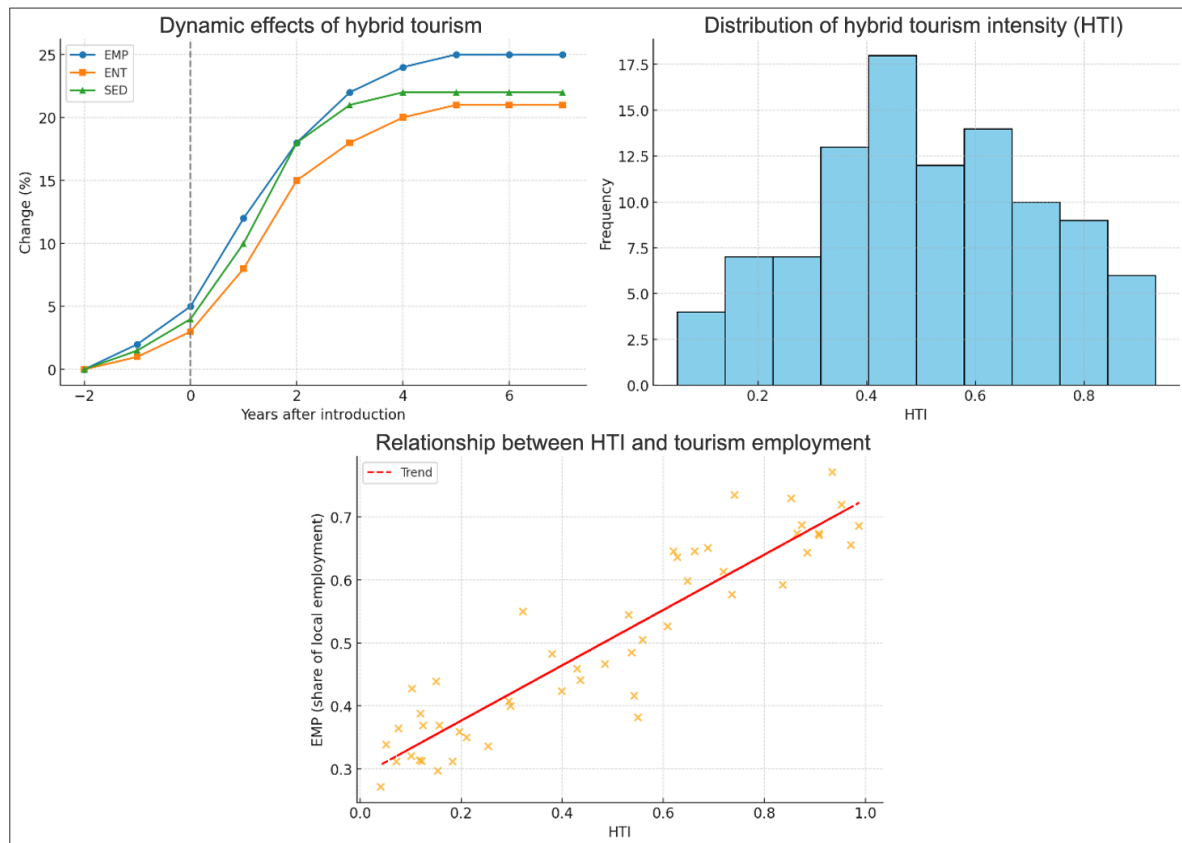 Dynamic effects of hybrid tourism
EMP
ENT
SED
25
20
15
10
5
0
Change (%)
−2
0
2
4
6
Years after introduction
Distribution of hybrid tourism intensity (HTI)
17.5
15.0
12.5
10.0
7.5
5.0
2.5
0.0
Frequency
0.2
0.4
0.6
0.8
HTI
Relationship between HTI and tourism employment
Trend
0.7
0.6
0.5
0.4
0.3
EMP (share of local employment)
0.0
0.2
0.4
0.6
0.8
1.0
HTI